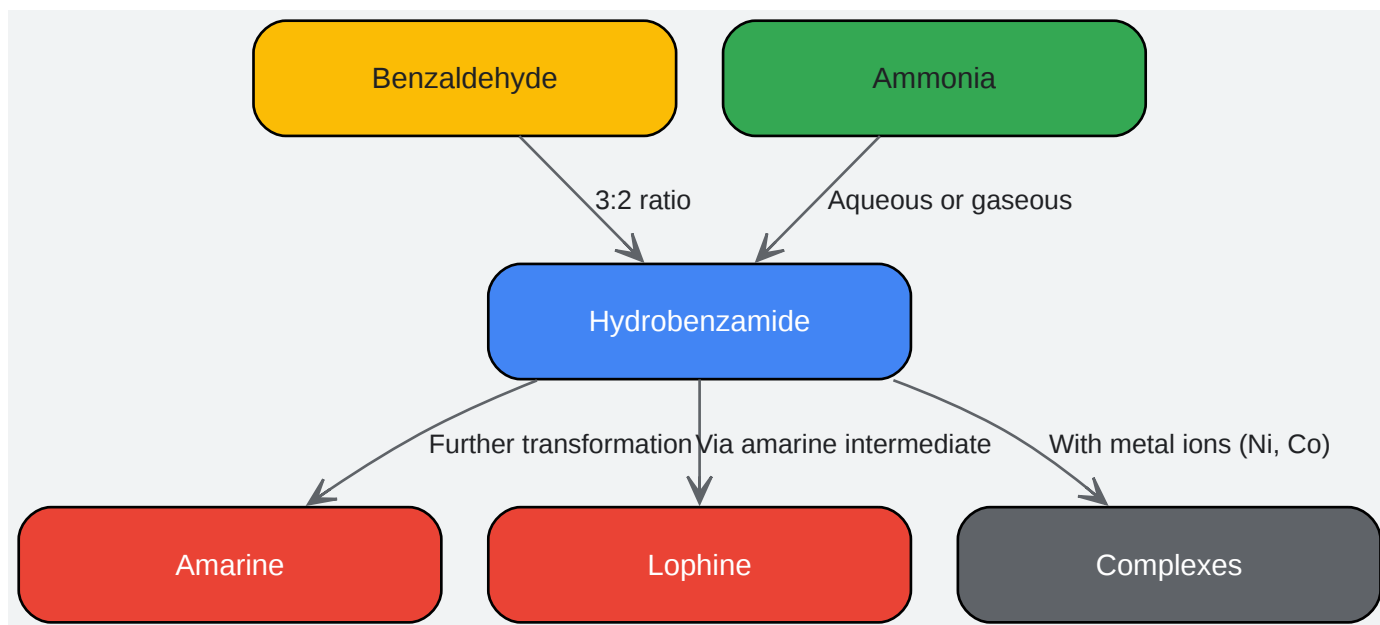 Benzaldehyde
Ammonia
3:2 ratio
Aqueous or gaseous
Hydrobenzamide
Further transformation
Via amarine intermediate
With metal ions (Ni, Co)
Amarine
Lophine
Complexes